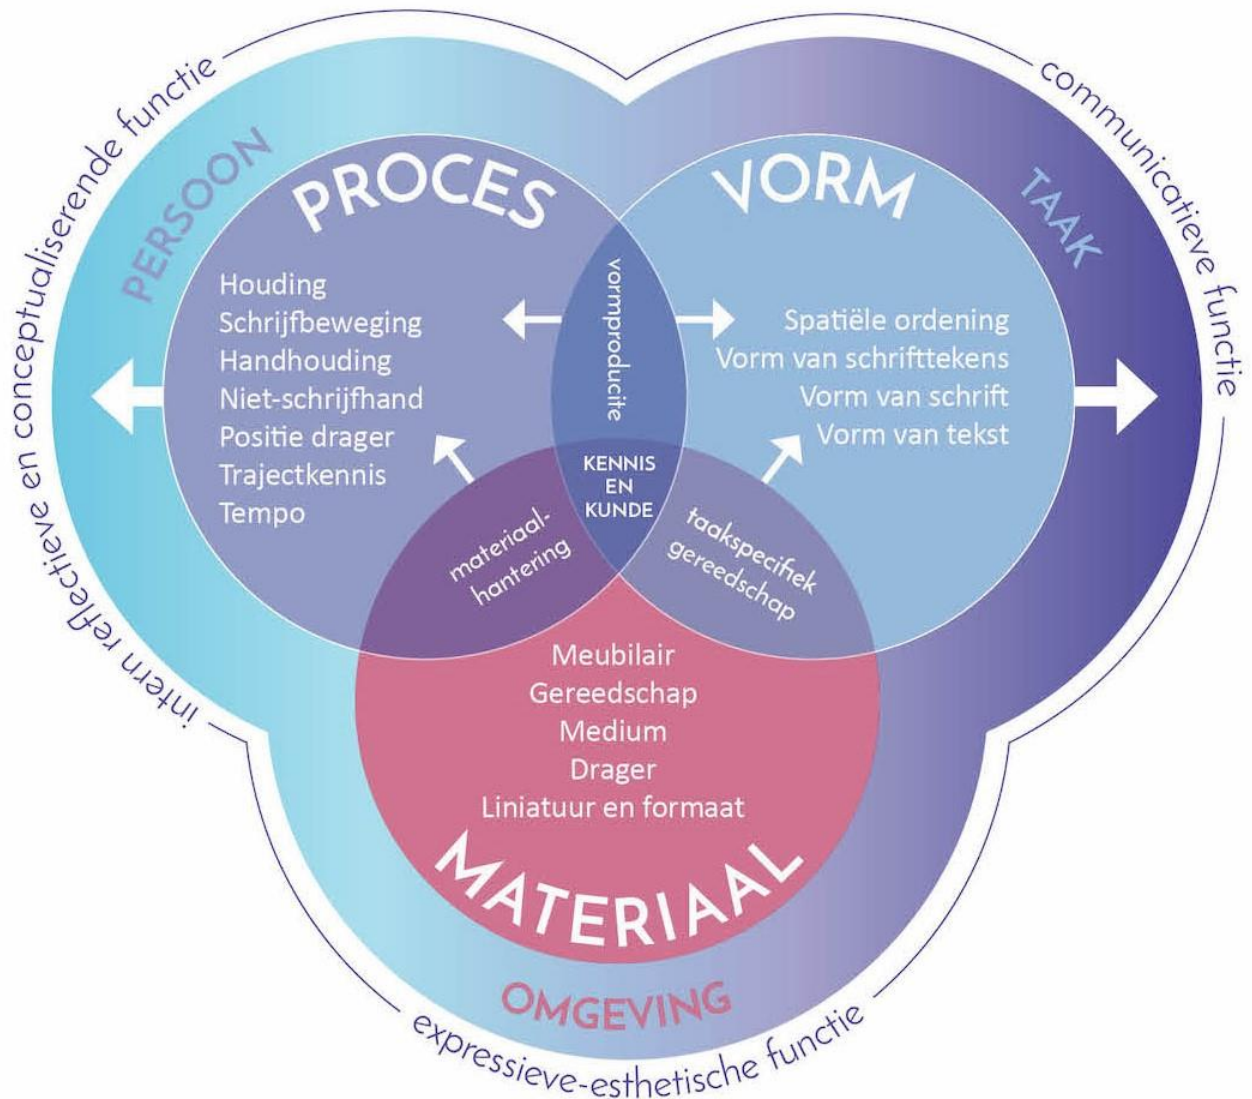 intern reflectieve en conceptualiserende functie
communicatieve functie
PERSOON
TAAK
PROCES
VORM
Houding
Schrijfbeweging
Handhouding
Niet-schrijfhand
Positie drager
Trajectkennis
Tempo
vormproducite
Spatiële ordening
Vorm van schrifttekens
Vorm van schrift
Vorm van tekst
KENNIS
EN
KUNDE
materiaal-
hantering
taakspecifiek
gereedschap
Meubilair
Gereedschap
Medium
Drager
Liniatuur en formaat
MATERIAAL
OMGEVING
expressieve-esthetische functie